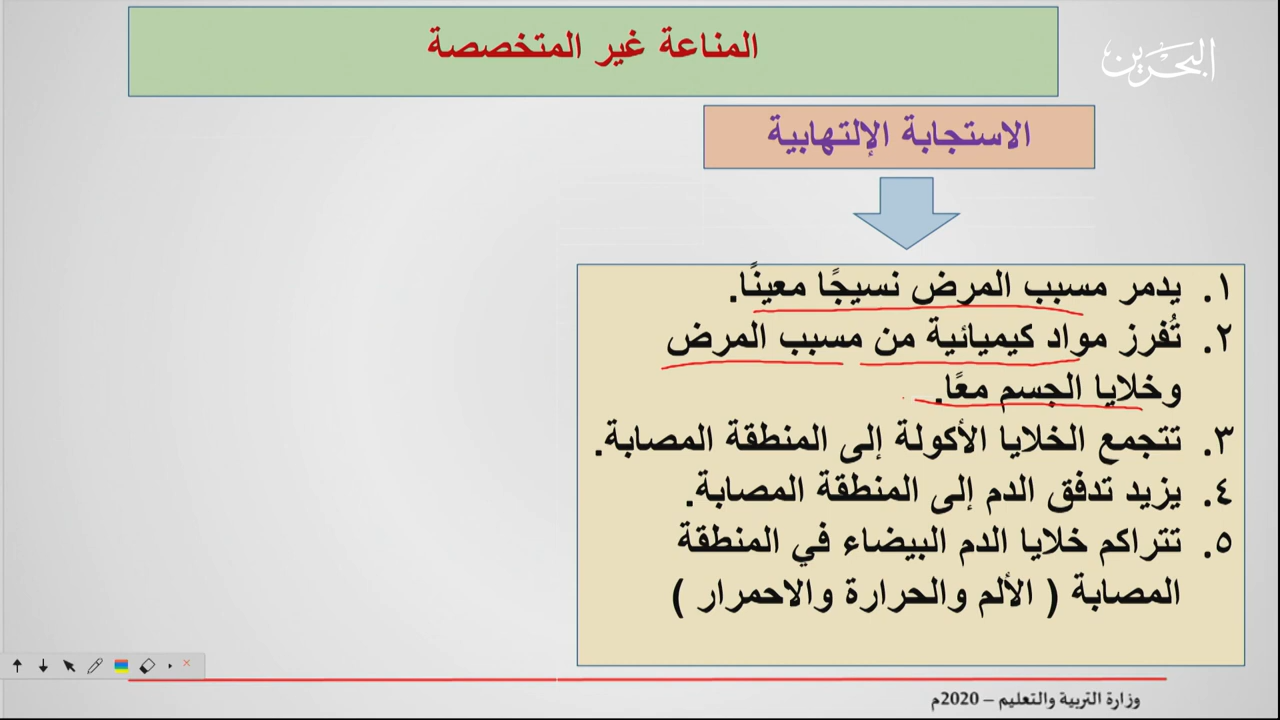 المناعة غير المتخصصة
البحرين
الاستجابة الإلتهابية
١. يدمر مسبب المرض نسيجًا معينًا.
٢. تُفرز مواد كيميائية من مسبب المرض
وخلايا الجسم معًا.
٣. تتجمع الخلايا الأكولة إلى المنطقة المصابة.
٤. يزيد تدفق الدم إلى المنطقة المصابة.
٥. تتراكم خلايا الدم البيضاء في المنطقة
المصابة ( الألم والحرارة والاحمرار )
وزارة التربية والتعليم – 2020م